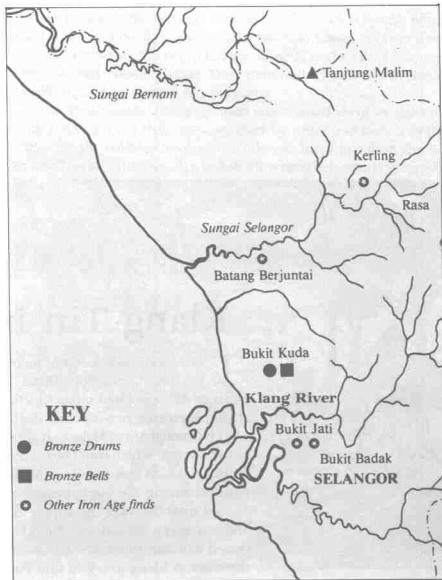 Tanjung Malim
Sungai Bernam
Kerling
Rasa
Sungai Selangor
Batang Berjuntai
Bukit Kuda
Klang River
Bukit Jati
Bukit Badak
SELANGOR
KEY
Bronze Drums
Bronze Bells
Other Iron Age finds